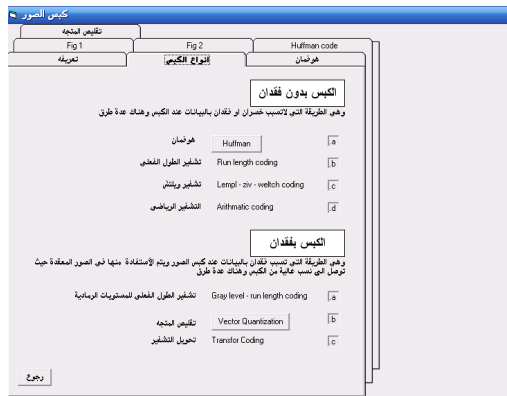 كبس الصور
تقليص المتجه
Fig 1
Fig 2
Huffman code
تعريفه
انواع الكبس
هوفمان
الكبس بدون فقدان
وهي الطريقة التي لاتسبب خسران او فقدان بالبيانات عند الكبس وهناك عدة طرق
a. Huffman هوفمان
b. Run length coding تشفير الطول الفعلي
c. Lempl - ziv - weltch coding تشفير ويلتش
d. Arithmatic coding التشفير الرياضي
الكبس بفقدان
وهي الطريقة التي تسبب فقدان بالبيانات عند كبس الصور ويتم الأستفادة منها في الصور المعقدة حيث
توصل الى نسب عالية من الكبس وهناك عدة طرق
a. Gray level - run length coding تشفير الطول الفعلي للمستويات الرمادية
b. Vector Quantization تقليص المتجه
c. Transfor Coding تحويل التشفير
رجوع